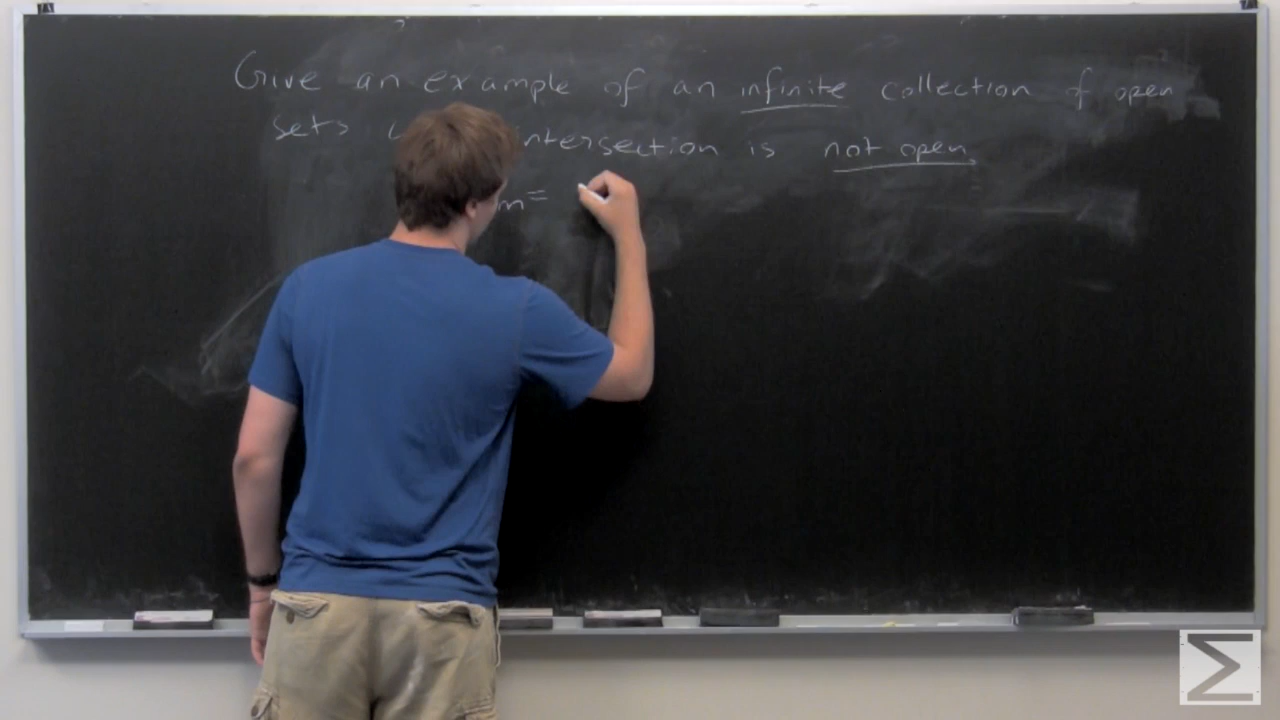 Give an example of an infinite collection of open
sets intersection is not open.
n =
Σ